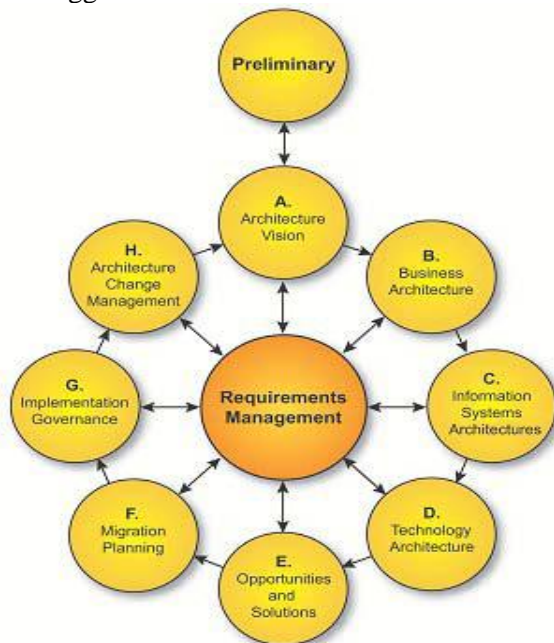 Preliminary
A.
Architecture
Vision
B.
Business
Architecture
C.
Information
Systems
Architectures
D.
Technology
Architecture
E.
Opportunities
and
Solutions
F.
Migration
Planning
G.
Implementation
Governance
H.
Architecture
Change
Management
Requirements
Management